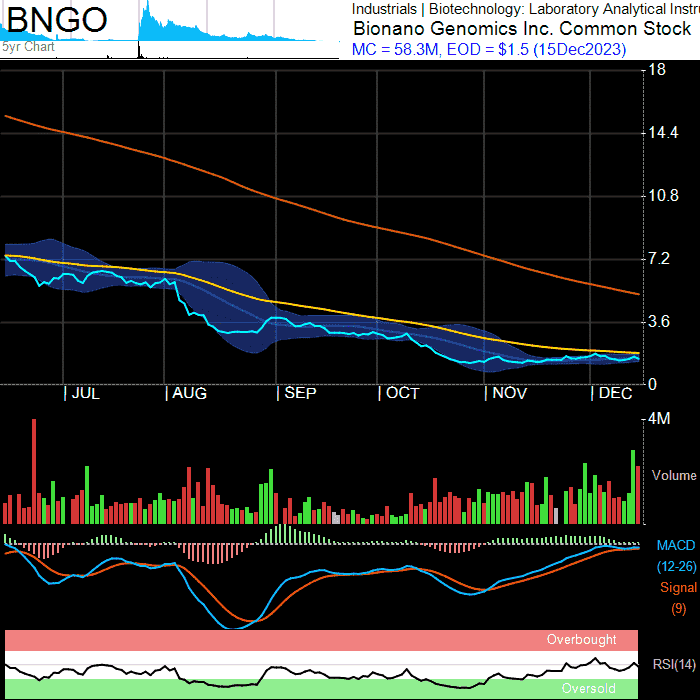 BNGO
5yr Chart
Industrials | Biotechnology: Laboratory Analytical Instru
Bionano Genomics Inc. Common Stock
MC = 58.3M, EOD = $1.5 (15Dec2023)
18
14.4
10.8
7.2
3.6
0
| JUL | AUG | SEP | OCT | NOV | DEC
4M
Volume
MACD
(12-26)
Signal
(9)
Overbought
RSI(14)
Oversold